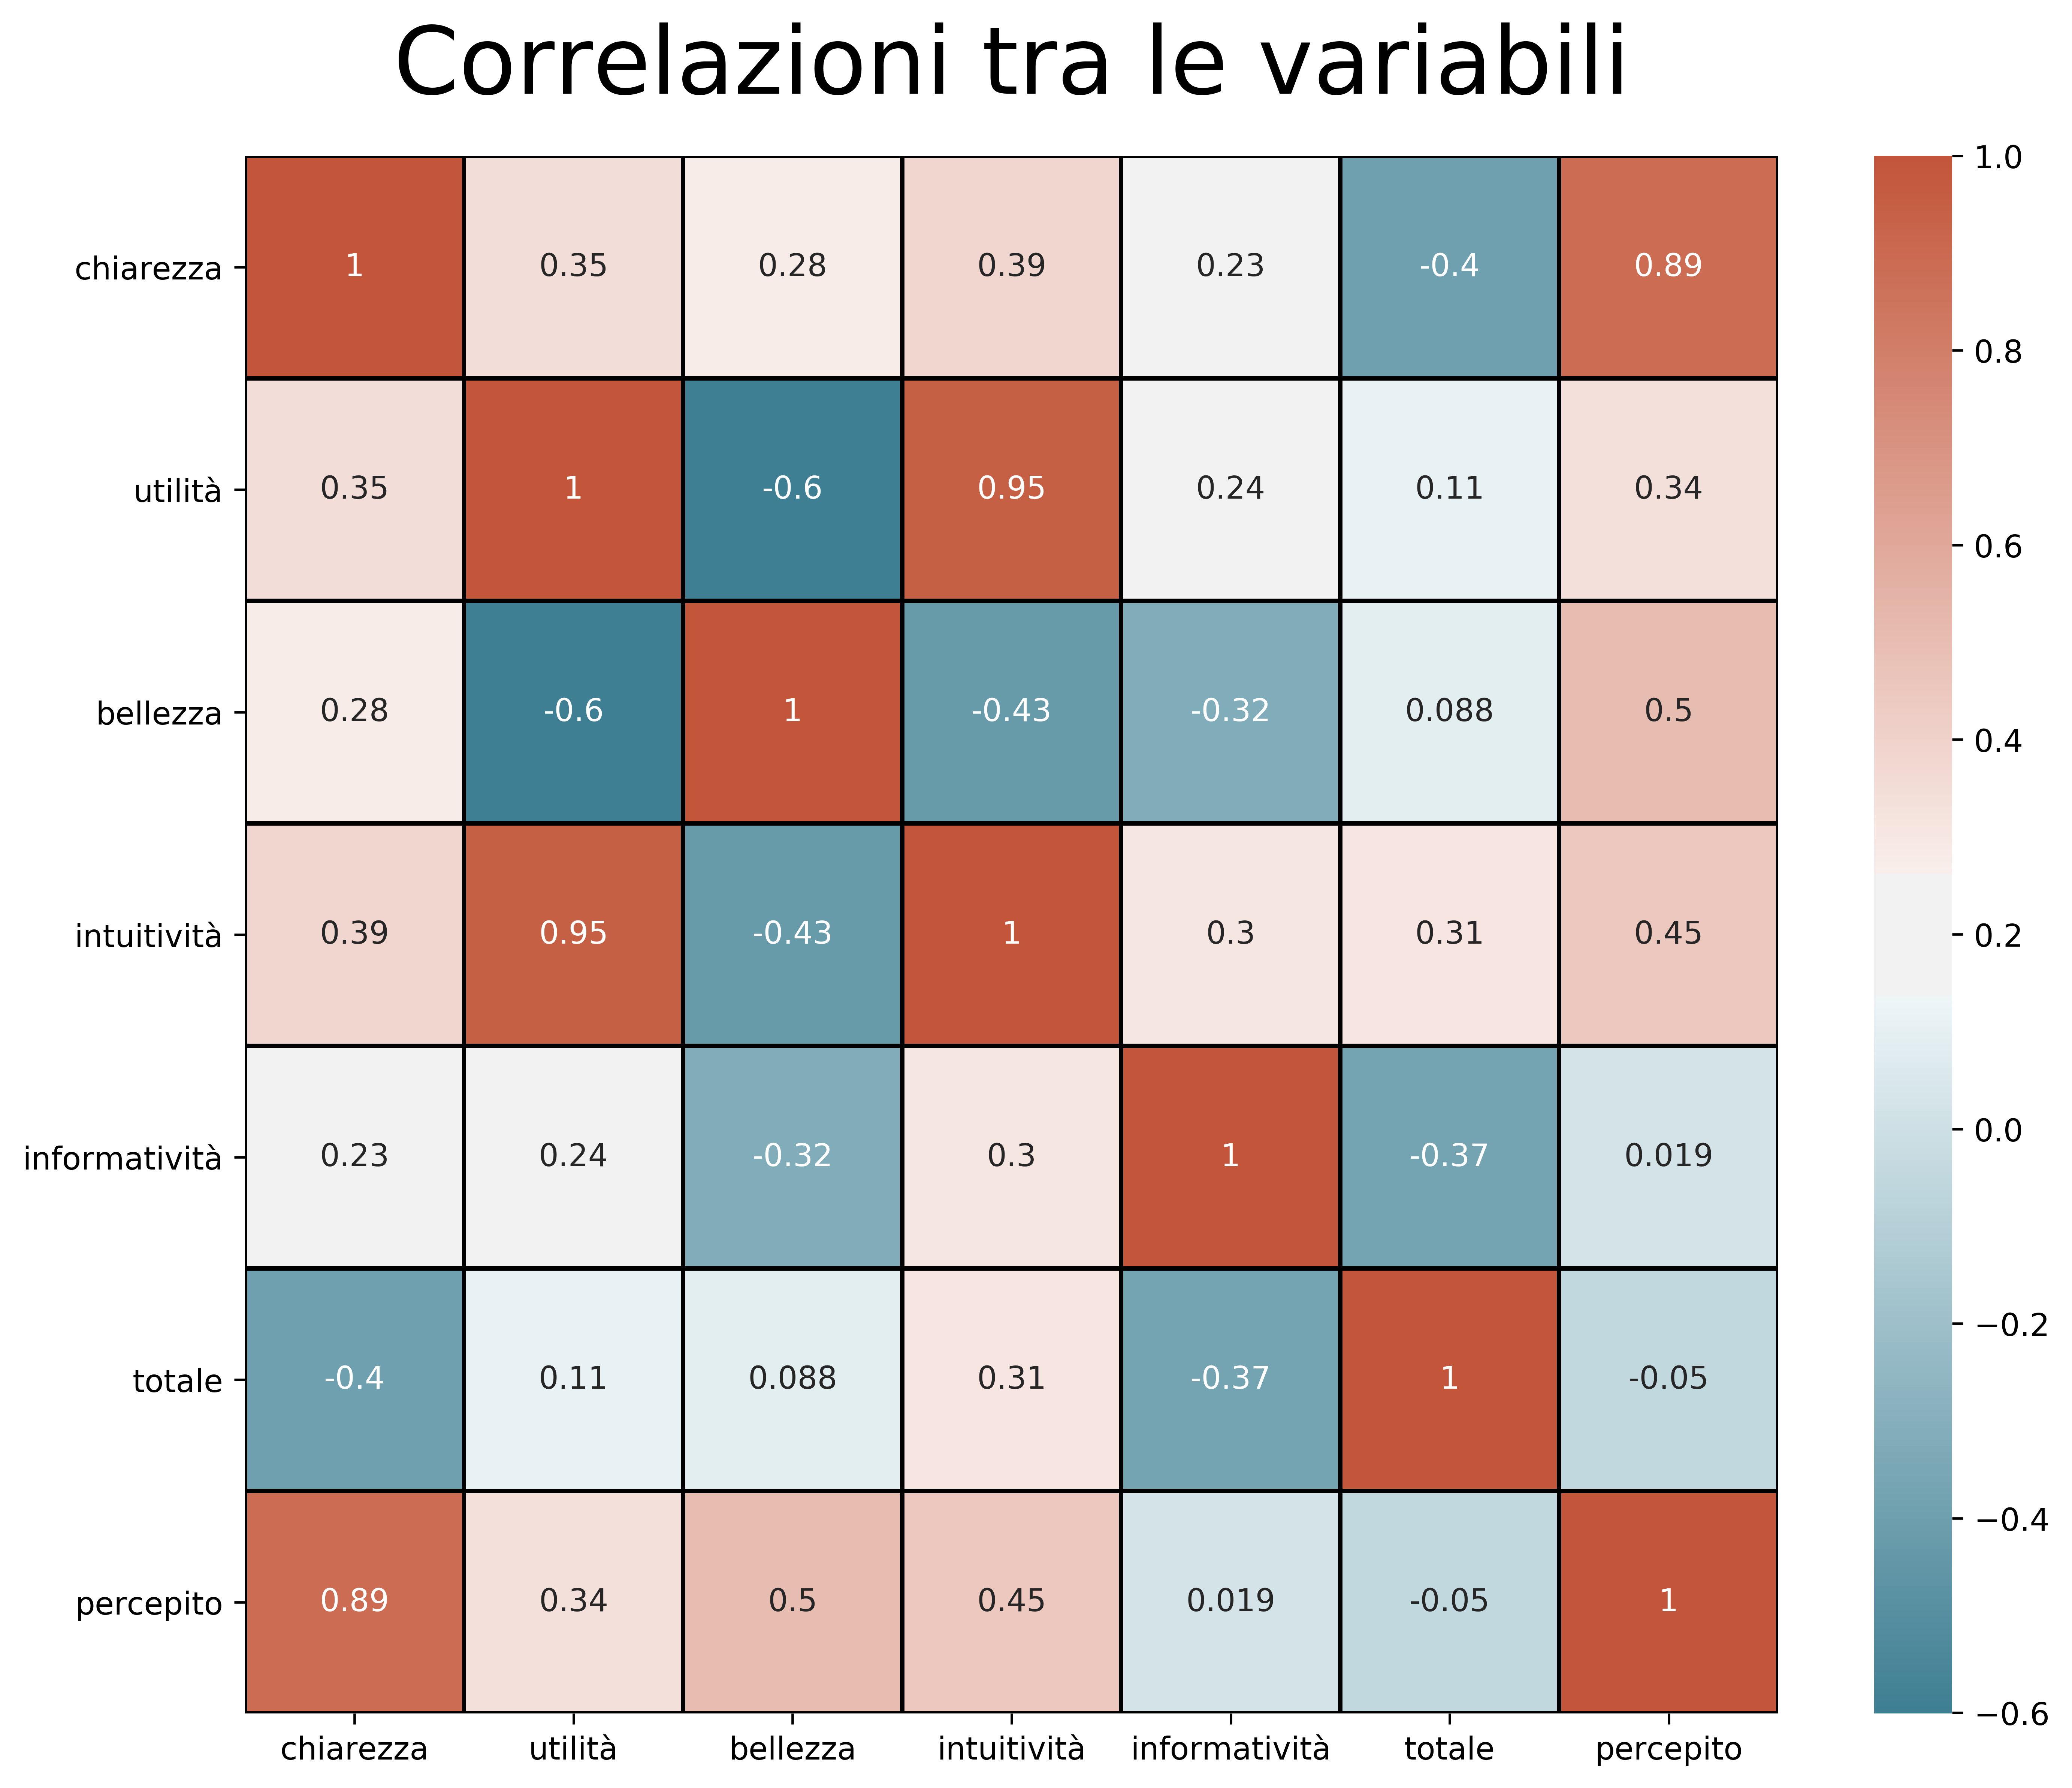 Correlazioni tra le variabili
chiarezza 1 0.35 0.28 0.39 0.23 -0.4 0.89
utilità 0.35 1 -0.6 0.95 0.24 0.11 0.34
bellezza 0.28 -0.6 1 -0.43 -0.32 0.088 0.5
intuitività 0.39 0.95 -0.43 1 0.3 0.31 0.45
informatività 0.23 0.24 -0.32 0.3 1 -0.37 0.019
totale -0.4 0.11 0.088 0.31 -0.37 1 -0.05
percepito 0.89 0.34 0.5 0.45 0.019 -0.05 1
chiarezza utilità bellezza intuitività informatività totale percepito
1.0
0.8
0.6
0.4
0.2
0.0
−0.2
−0.4
−0.6